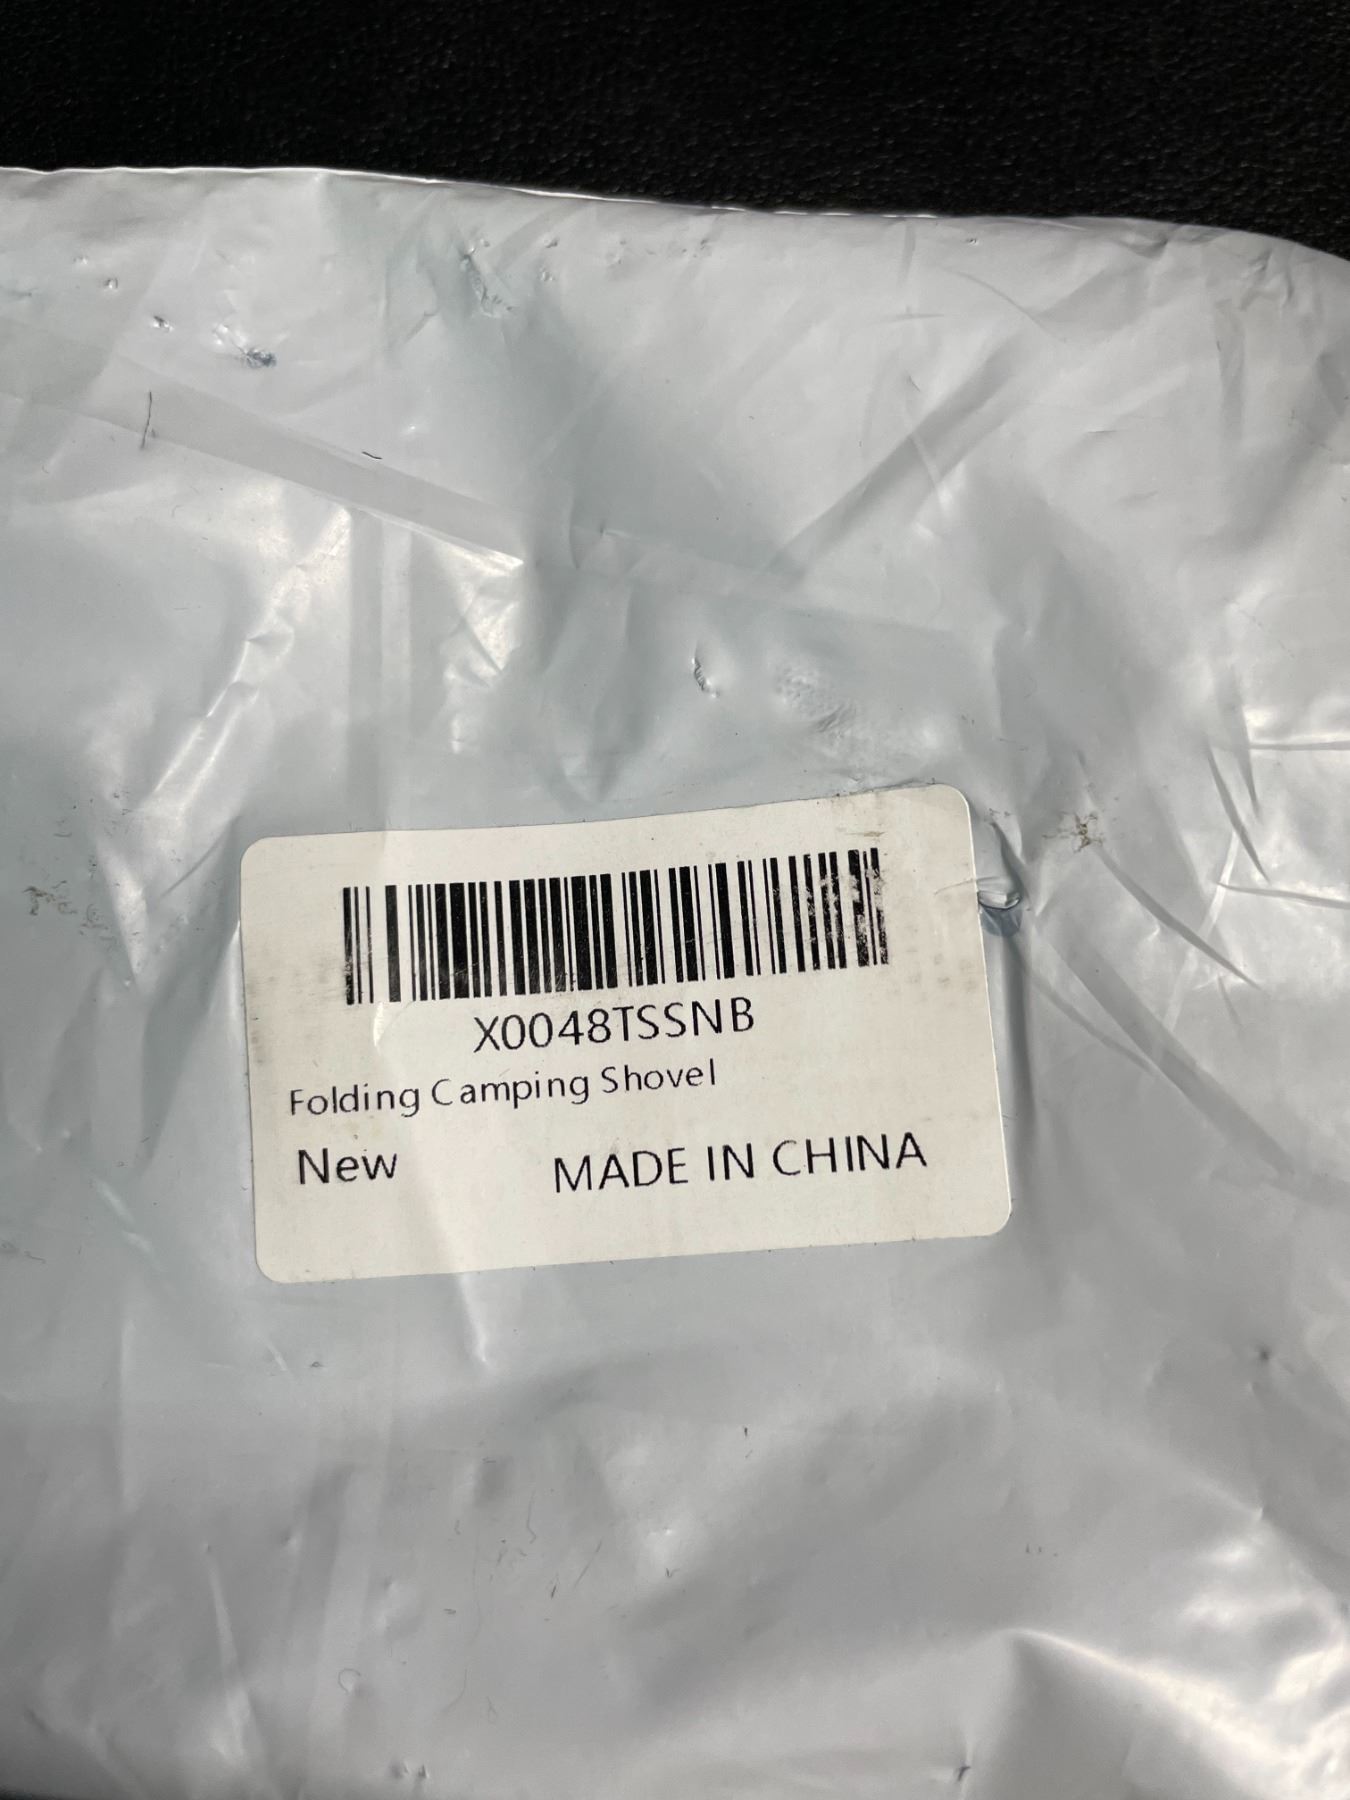 X0048TSSNB
Folding Camping Shovel
New MADE IN CHINA